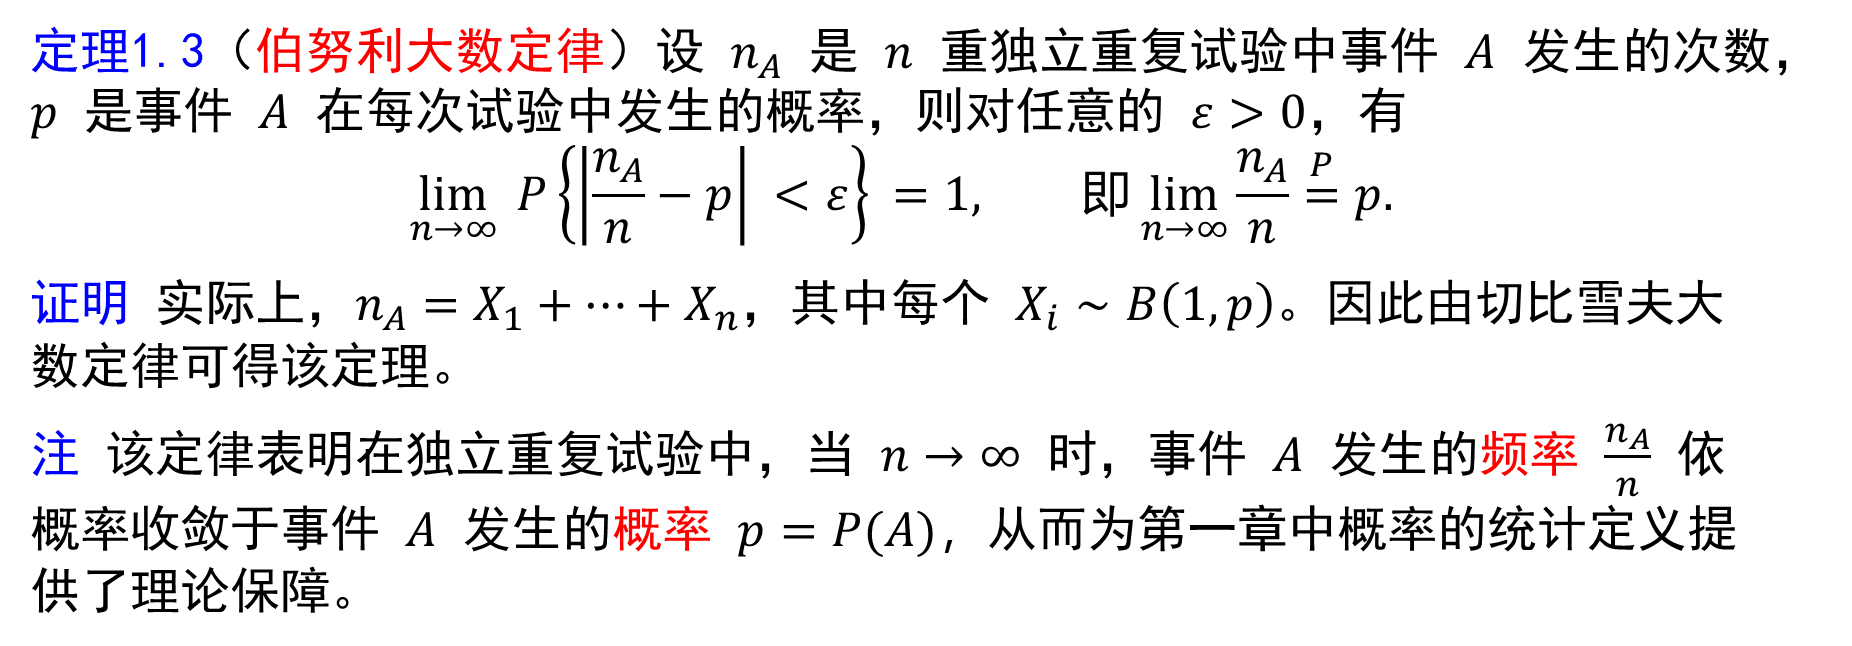 定理1.3（伯努利大数定律）设 n_A 是 n 重独立重复试验中事件 A 发生的次数，
p 是事件 A 在每次试验中发生的概率，则对任意的 ε > 0，有
lim_{n→∞} P{|n_A/n − p| < ε} = 1, 即 lim_{n→∞} n_A/n \overset{P}{=} p.
证明 实际上，n_A = X_1 + ⋯ + X_n，其中每个 X_i ~ B(1, p)。因此由切比雪夫大
数定律可得该定理。
注 该定律表明在独立重复试验中，当 n → ∞ 时，事件 A 发生的频率 n_A/n 依
概率收敛于事件 A 发生的概率 p = P(A)，从而为第一章中概率的统计定义提
供了理论保障。